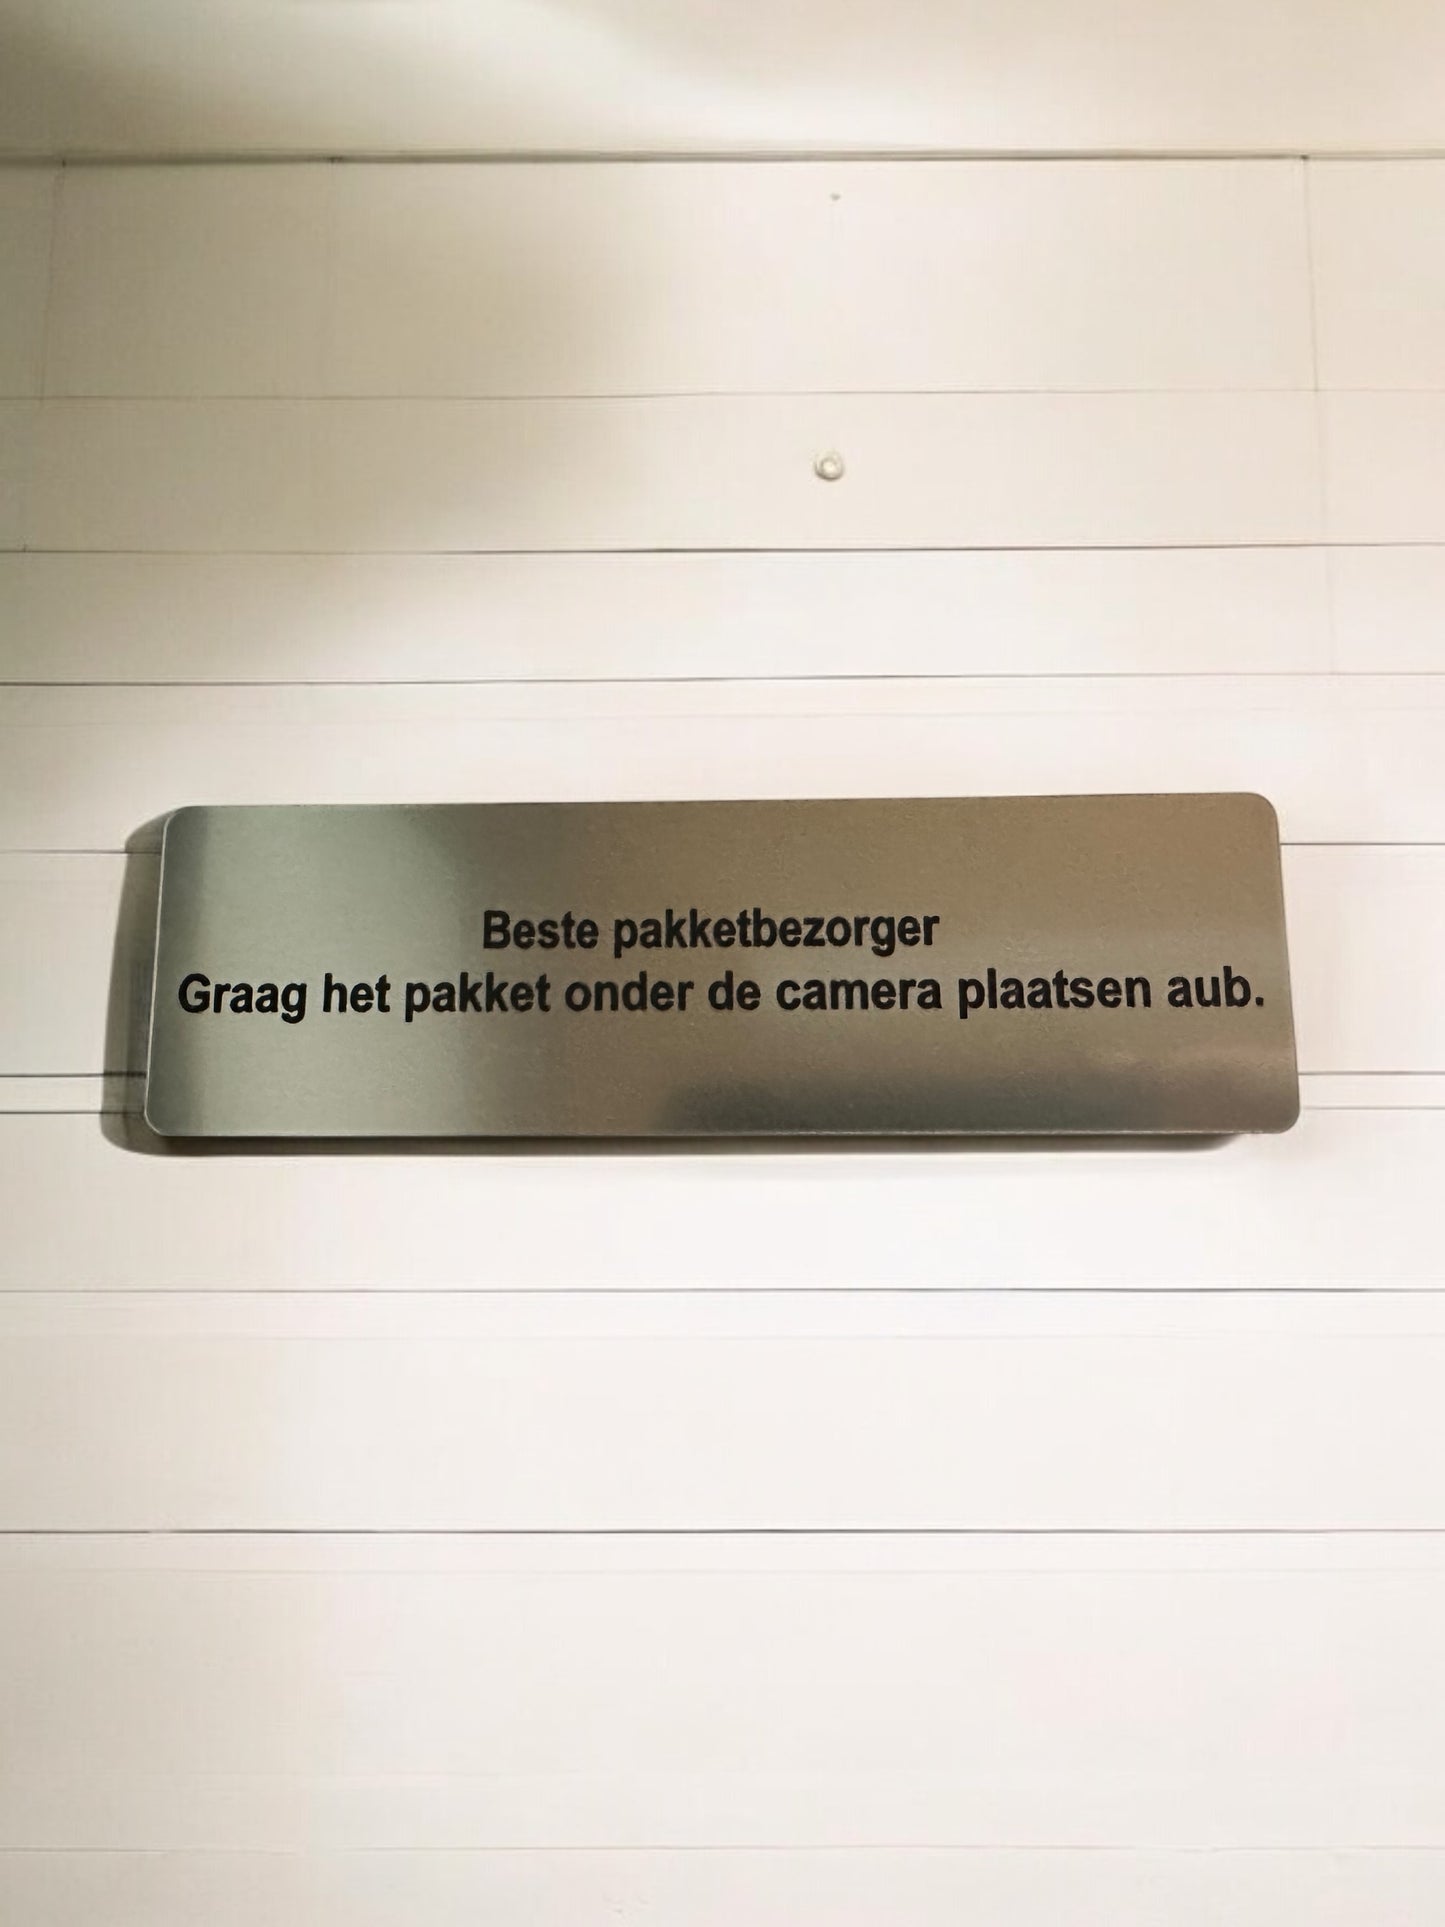 Beste pakketbezorger
Graag het pakket onder de camera plaatsen aub.